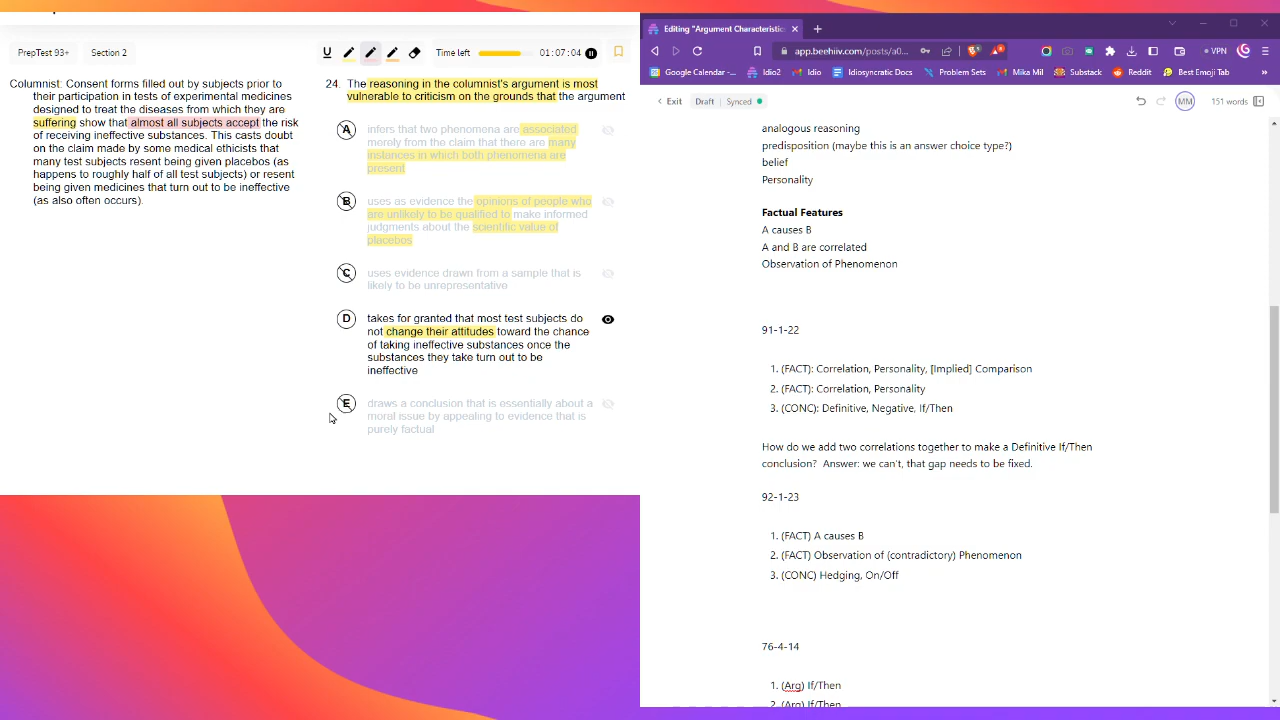 PrepTest 93+
Section 2
Time left
01:07:04
Columnist: Consent forms filled out by subjects prior to
their participation in tests of experimental medicines
designed to treat the diseases from which they are
suffering show that almost all subjects accept the risk
of receiving ineffective substances. This casts doubt
on the claim made by some medical ethicists that
many test subjects resent being given placebos (as
happens to roughly half of all test subjects) or resent
being given medicines that turn out to be ineffective
(as also often occurs).
24. The reasoning in the columnist's argument is most
vulnerable to criticism on the grounds that the argument
A infers that two phenomena are associated
merely from the claim that there are many
instances in which both phenomena are
present
B uses as evidence the opinions of people who
are unlikely to be qualified to make informed
judgments about the scientific value of
placebos
C uses evidence drawn from a sample that is
likely to be unrepresentative
D takes for granted that most test subjects do
not change their attitudes toward the chance
of taking ineffective substances once the
substances they take turn out to be
ineffective
E draws a conclusion that is essentially about a
moral issue by appealing to evidence that is
purely factual
Editing "Argument Characteristic
app.beehiiv.com/posts/a0...
VPN
Google Calendar -...
Idio2
Idio
Idiosyncratic Docs
Problem Sets
Mika Mil
Substack
Reddit
Best Emoji Tab
»
Exit
Draft
Synced
MM
151 words
analogous reasoning
predisposition (maybe this is an answer choice type?)
belief
Personality
Factual Features
A causes B
A and B are correlated
Observation of Phenomenon
91-1-22
1. (FACT): Correlation, Personality, [Implied] Comparison
2. (FACT): Correlation, Personality
3. (CONC): Definitive, Negative, If/Then
How do we add two correlations together to make a Definitive If/Then
conclusion? Answer: we can't, that gap needs to be fixed.
92-1-23
1. (FACT) A causes B
2. (FACT) Observation of (contradictory) Phenomenon
3. (CONC) Hedging, On/Off
76-4-14
1. (Arg) If/Then
2. (Arg) If/Then